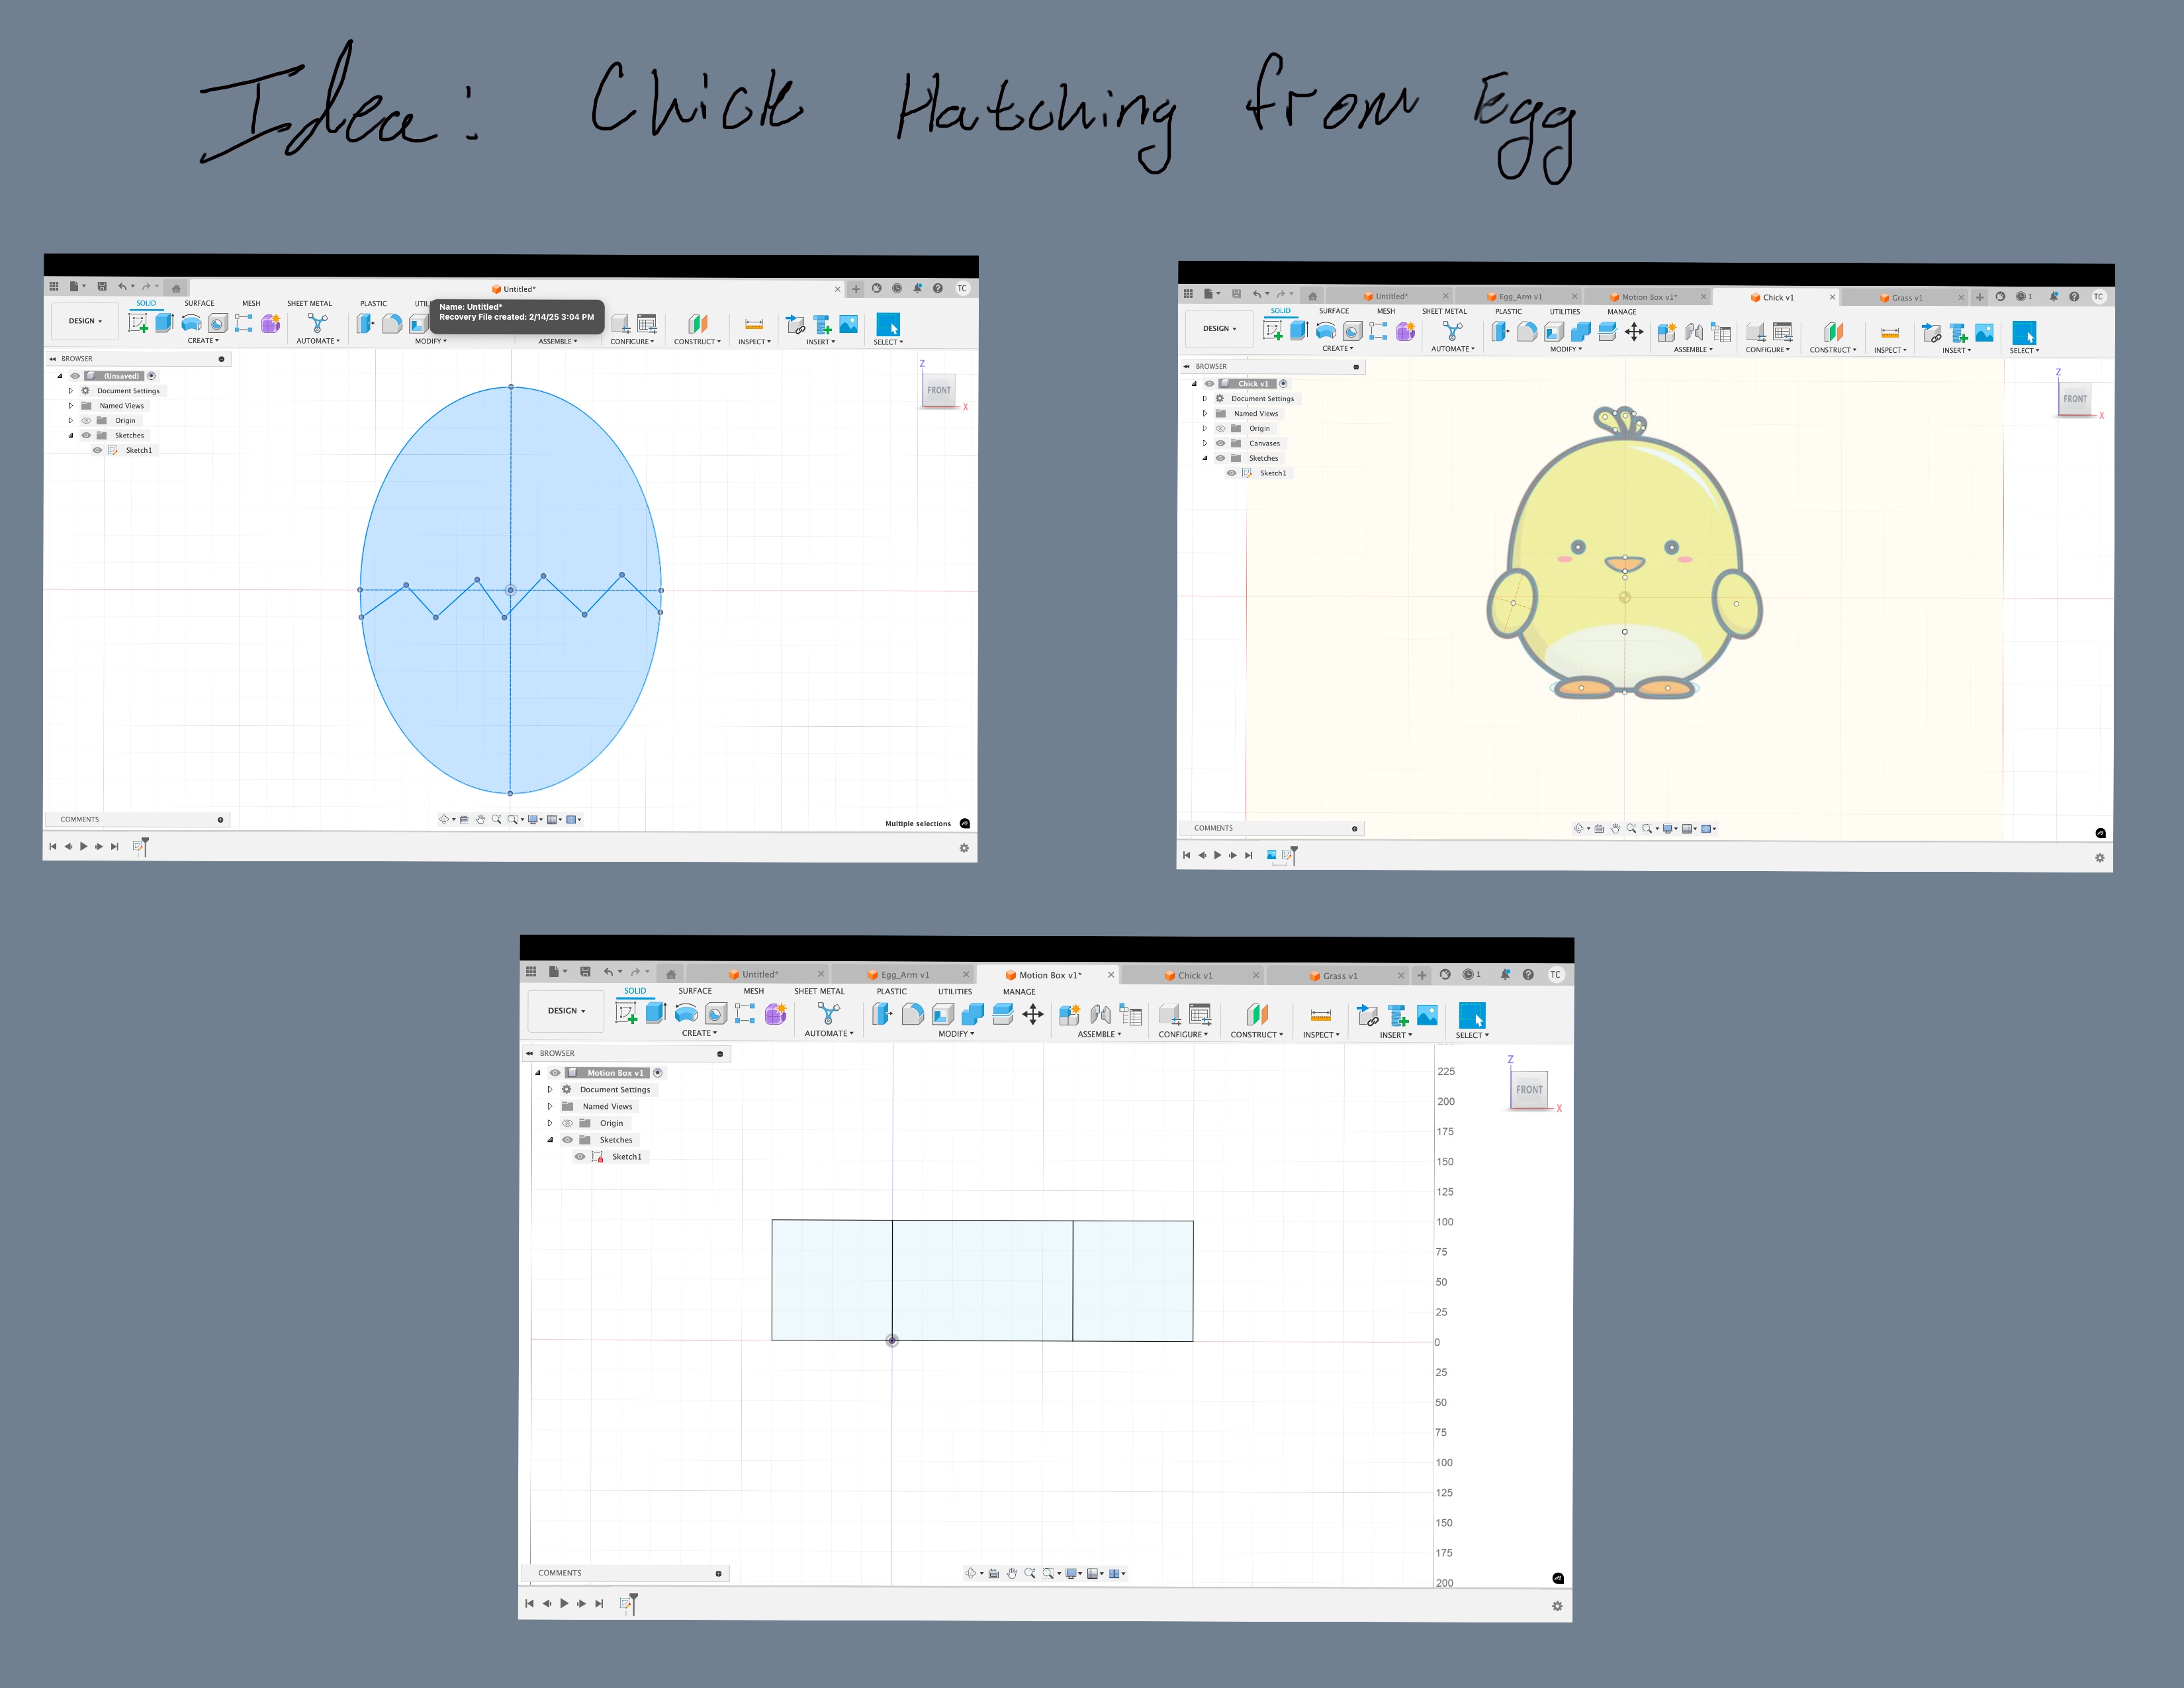 Idea: Chick Hatching from Egg
Untitled*
TC
DESIGN
SOLID SURFACE MESH SHEET METAL PLASTIC UTIL
Name: Untitled*
Recovery File created: 2/14/25 3:04 PM
CREATE AUTOMATE MODIFY ASSEMBLE CONFIGURE CONSTRUCT INSPECT INSERT SELECT
BROWSER
(Unsaved)
Document Settings
Named Views
Origin
Sketches
Sketch1
Z
FRONT
X
COMMENTS
Multiple selections
Untitled* Egg_Arm v1 Motion Box v1* Chick v1 Grass v1 1 TC
DESIGN
SOLID SURFACE MESH SHEET METAL PLASTIC UTILITIES MANAGE
CREATE AUTOMATE MODIFY ASSEMBLE CONFIGURE CONSTRUCT INSPECT INSERT SELECT
BROWSER
Chick v1
Document Settings
Named Views
Origin
Canvases
Sketches
Sketch1
Z
FRONT
X
COMMENTS
Untitled* Egg_Arm v1 Motion Box v1* Chick v1 Grass v1 1 TC
DESIGN
SOLID SURFACE MESH SHEET METAL PLASTIC UTILITIES MANAGE
CREATE AUTOMATE MODIFY ASSEMBLE CONFIGURE CONSTRUCT INSPECT INSERT SELECT
BROWSER
Motion Box v1
Document Settings
Named Views
Origin
Sketches
Sketch1
Z
FRONT
X
225
200
175
150
125
100
75
50
25
0
25
50
75
100
125
150
175
200
COMMENTS